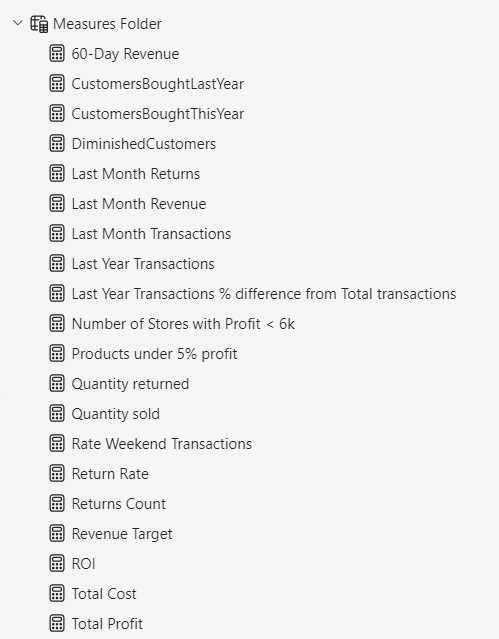 Measures Folder
60-Day Revenue
CustomersBoughtLastYear
CustomersBoughtThisYear
DiminishedCustomers
Last Month Returns
Last Month Revenue
Last Month Transactions
Last Year Transactions
Last Year Transactions % difference from Total transactions
Number of Stores with Profit < 6k
Products under 5% profit
Quantity returned
Quantity sold
Rate Weekend Transactions
Return Rate
Returns Count
Revenue Target
ROI
Total Cost
Total Profit